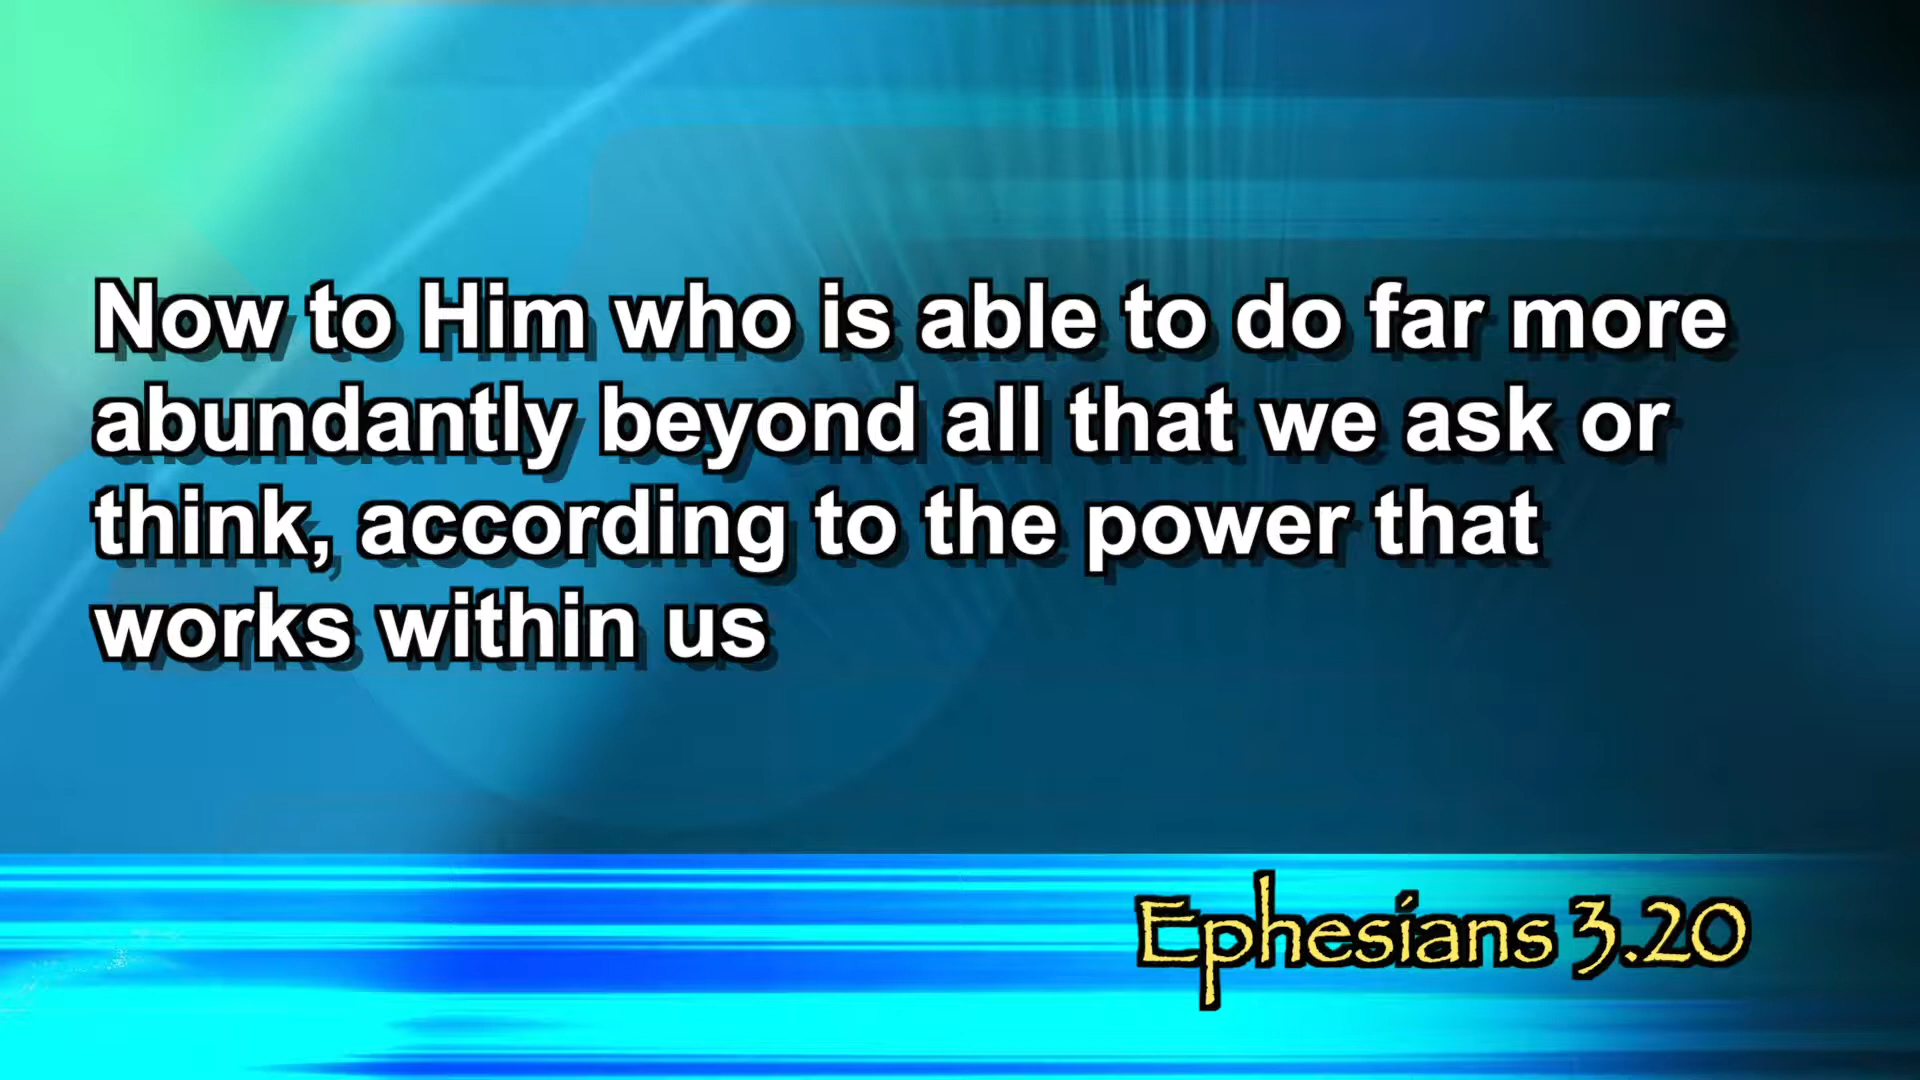 Now to Him who is able to do far more
abundantly beyond all that we ask or
think, according to the power that
works within us
Ephesians 3.20